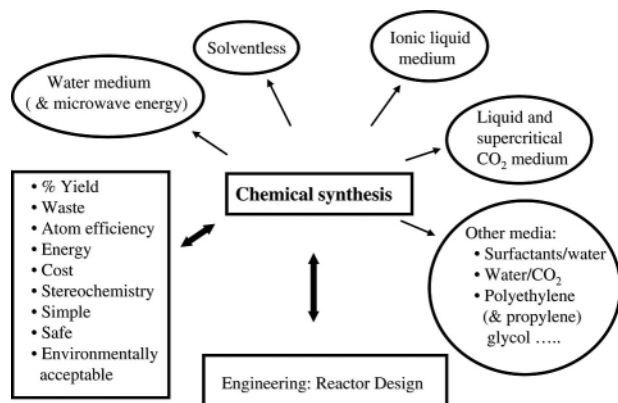 Solventless
Ionic liquid
medium
Water medium
( & microwave energy)
Liquid and
supercritical
CO₂ medium
Chemical synthesis
• % Yield
• Waste
• Atom efficiency
• Energy
• Cost
• Stereochemistry
• Simple
• Safe
• Environmentally
acceptable
Other media:
• Surfactants/water
• Water/CO₂
• Polyethylene
(& propylene)
glycol .....
Engineering: Reactor Design